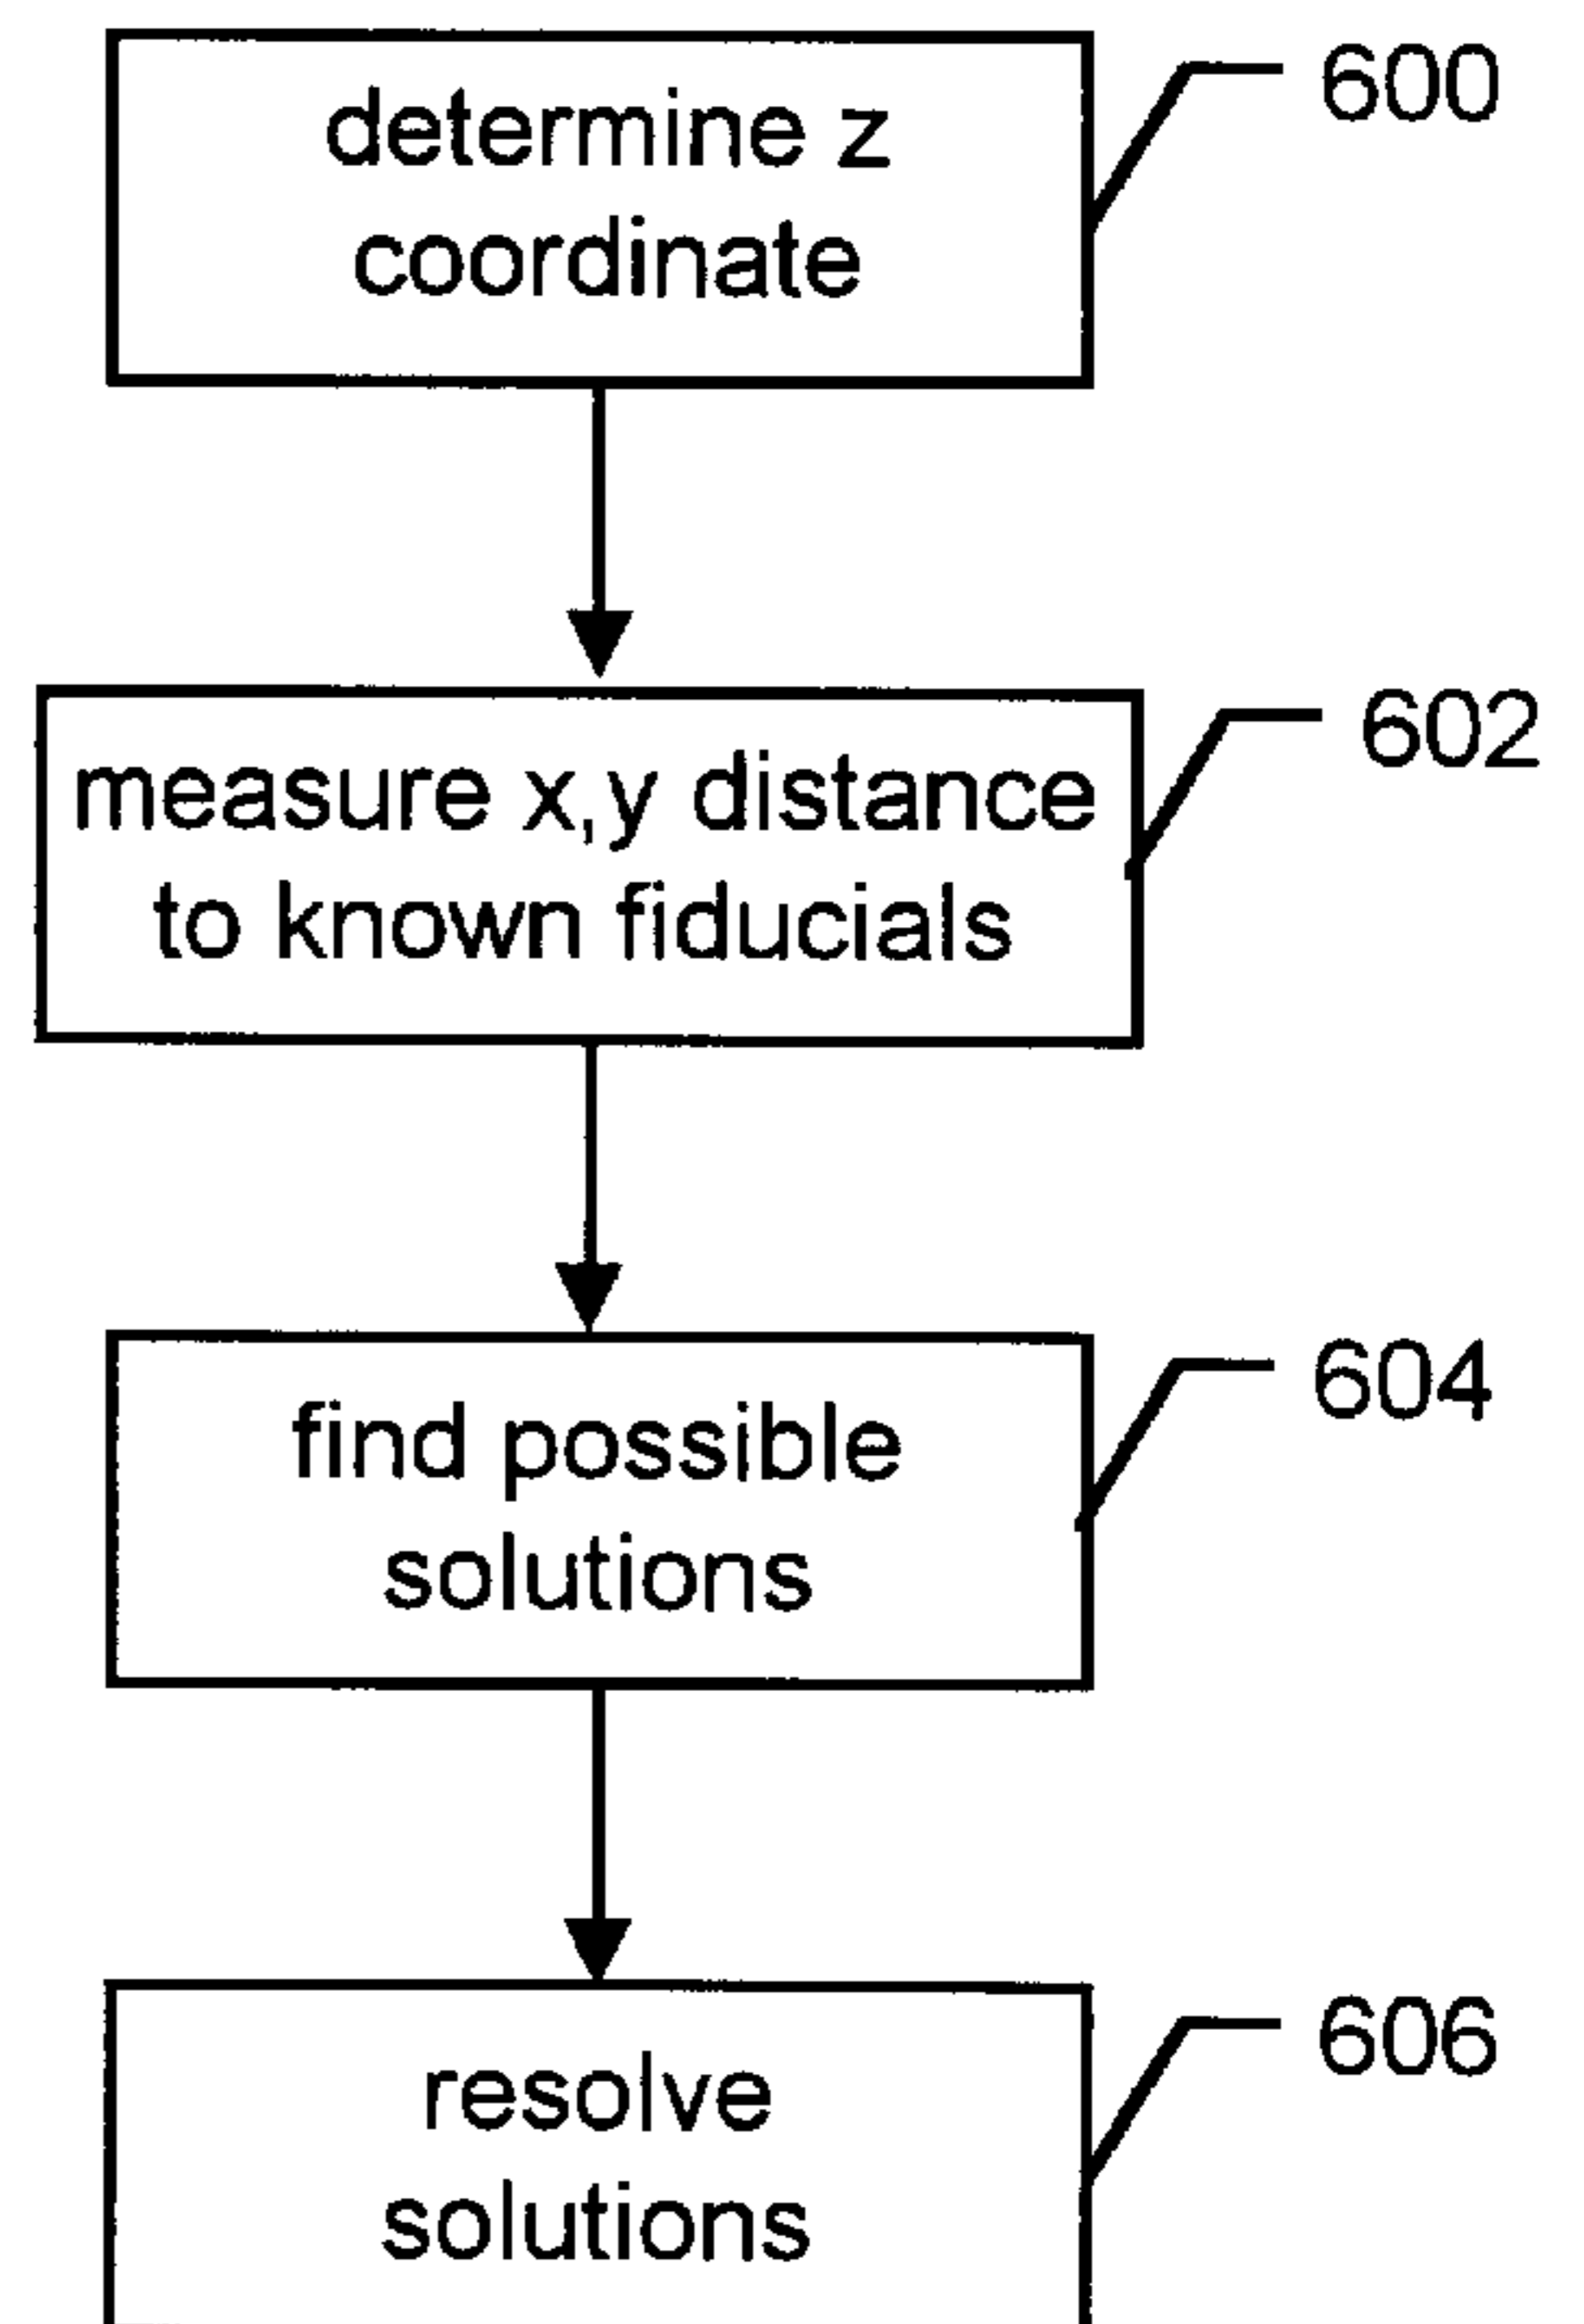 determine z
coordinate
600
measure x,y distance
to known fiducials
602
find possible
solutions
604
resolve
solutions
606